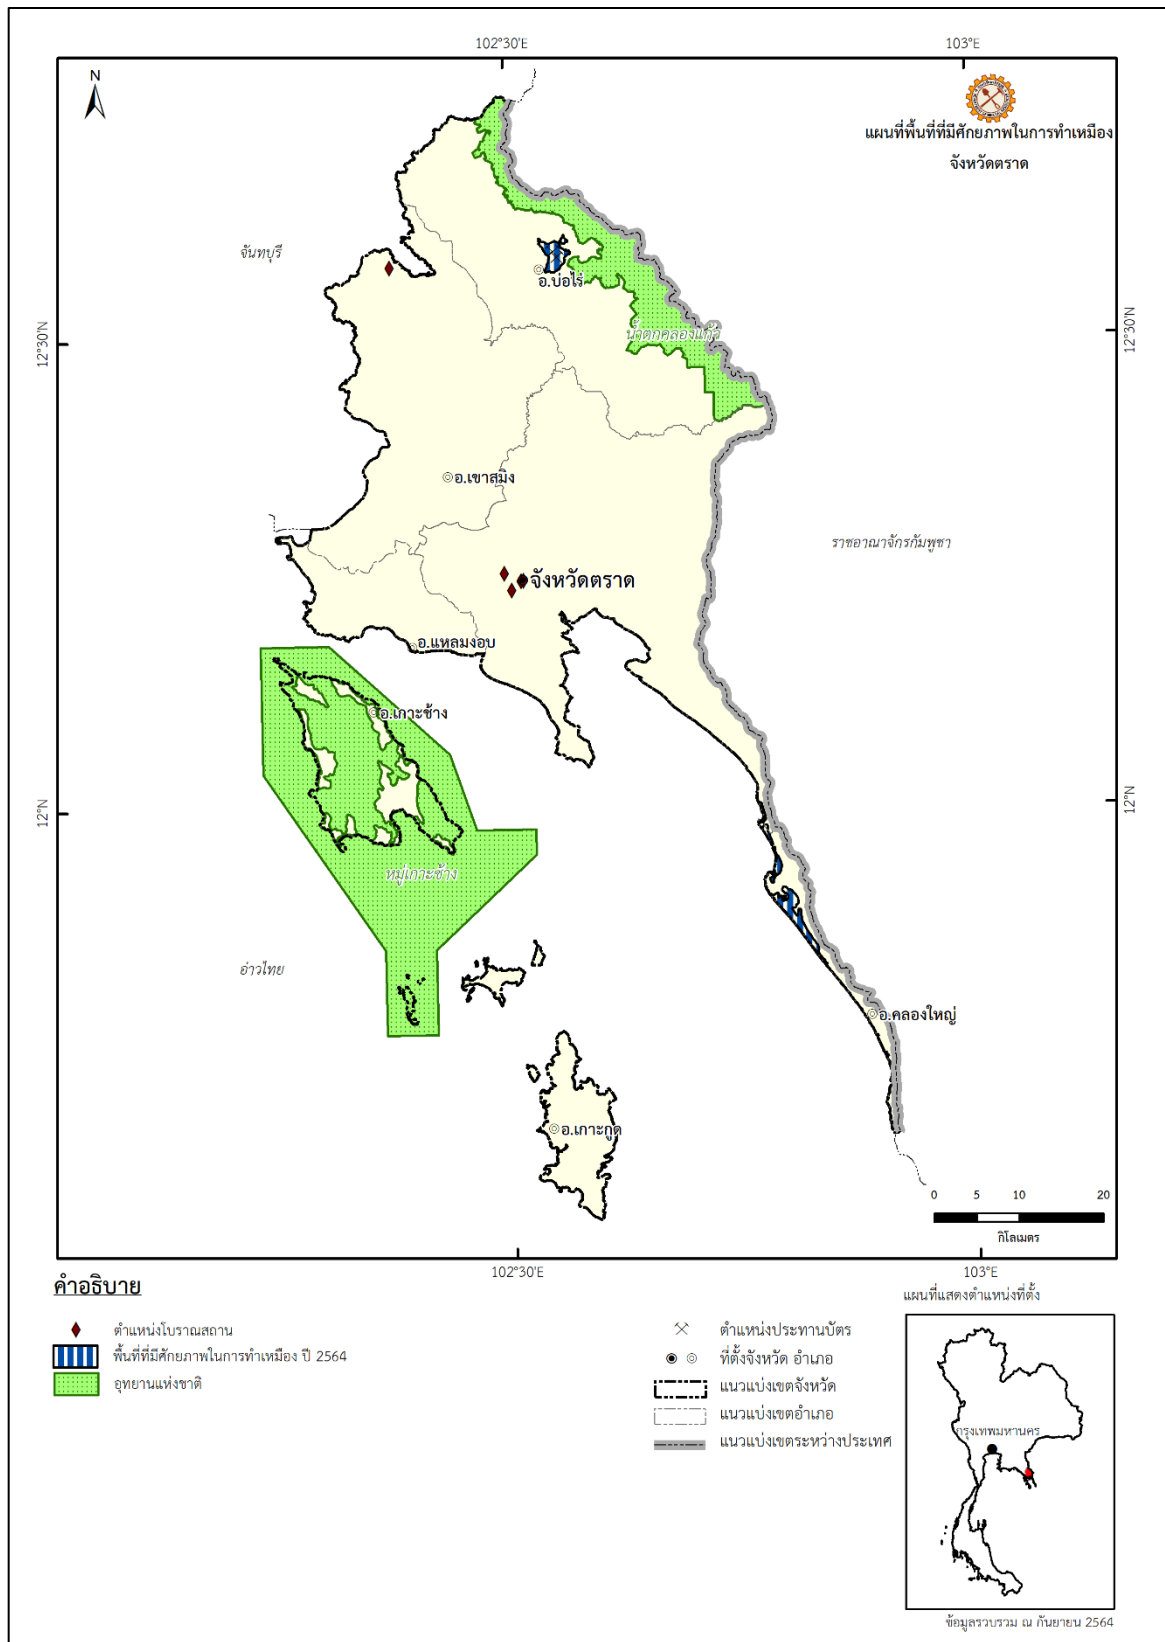 102°30'E
103°E
N
แผนที่พื้นที่ที่มีศักยภาพในการทำเหมือง
จังหวัดตราด
จันทบุรี
อ.บ่อไร่
น้ำตกคลองแก้ว
12°30'N
12°30'N
อ.เขาสมิง
ราชอาณาจักรกัมพูชา
จังหวัดตราด
อ.แหลมงอบ
อ.เกาะช้าง
12°N
12°N
หมู่เกาะช้าง
อ่าวไทย
อ.คลองใหญ่
อ.เกาะกูด
0 5 10 20
กิโลเมตร
102°30'E
103°E
คำอธิบาย
ตำแหน่งโบราณสถาน
พื้นที่ที่มีศักยภาพในการทำเหมือง ปี 2564
อุทยานแห่งชาติ
ตำแหน่งประทานบัตร
ที่ตั้งจังหวัด อำเภอ
แนวแบ่งเขตจังหวัด
แนวแบ่งเขตอำเภอ
แนวแบ่งเขตระหว่างประเทศ
แผนที่แสดงตำแหน่งที่ตั้ง
กรุงเทพมหานคร
ข้อมูลรวบรวม ณ กันยายน 2564